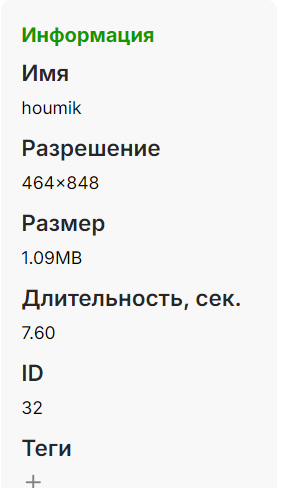 Информация
Имя
houmik
Разрешение
464×848
Размер
1.09MB
Длительность, сек.
7.60
ID
32
Теги
+